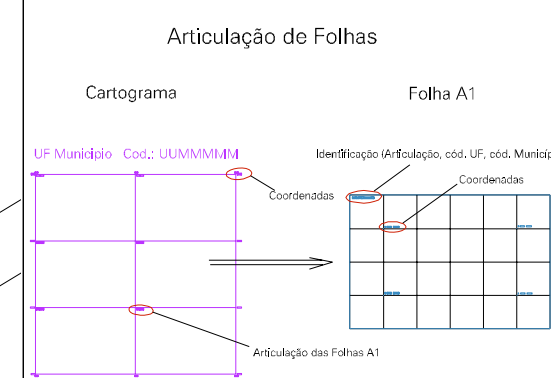 Articulação de Folhas
Cartograma
Folha A1
UF Municipio Cod.: UUMMMMM
Identificação (Articulação, cód. UF, cód. Municíp
Coordenadas
Coordenadas
Articulação das Folhas A1